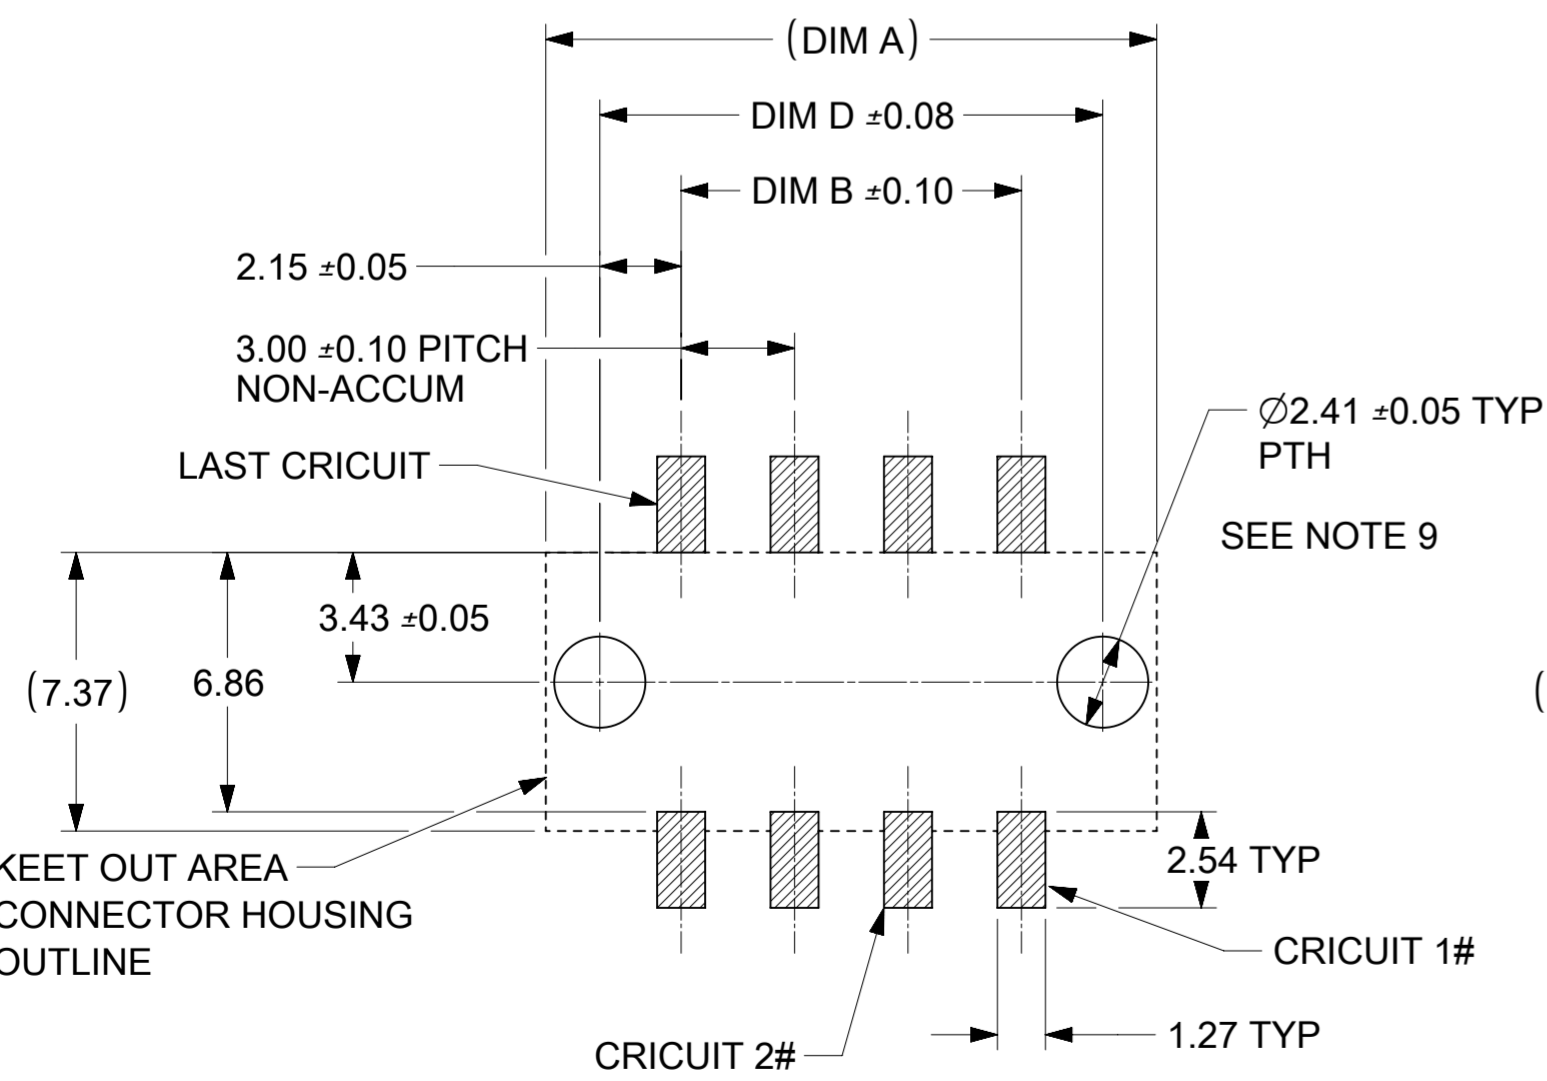 (DIM A)
DIM D ±0.08
DIM B ±0.10
2.15 ±0.05
3.00 ±0.10 PITCH
NON-ACCUM
Ø2.41 ±0.05 TYP
PTH
LAST CRICUIT
SEE NOTE 9
3.43 ±0.05
(7.37)
6.86
(
KEET OUT AREA
CONNECTOR HOUSING
OUTLINE
2.54 TYP
CRICUIT 1#
1.27 TYP
CRICUIT 2#